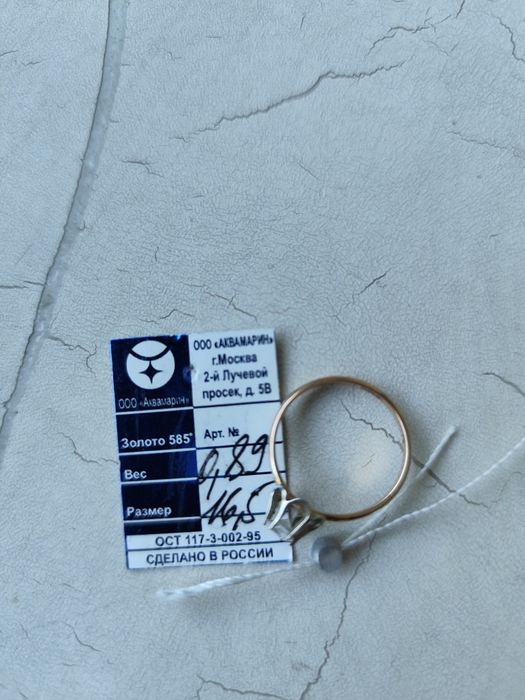 ООО «АКВАМАРИН»
г.Москва
2-й Лучевой
просек, д. 5В
ООО «Аквамарин»
Золото 585°
Арт. №
Вес
0,89
Размер
16,5
ОСТ 117-3-002-95
СДЕЛАНО В РОССИИ